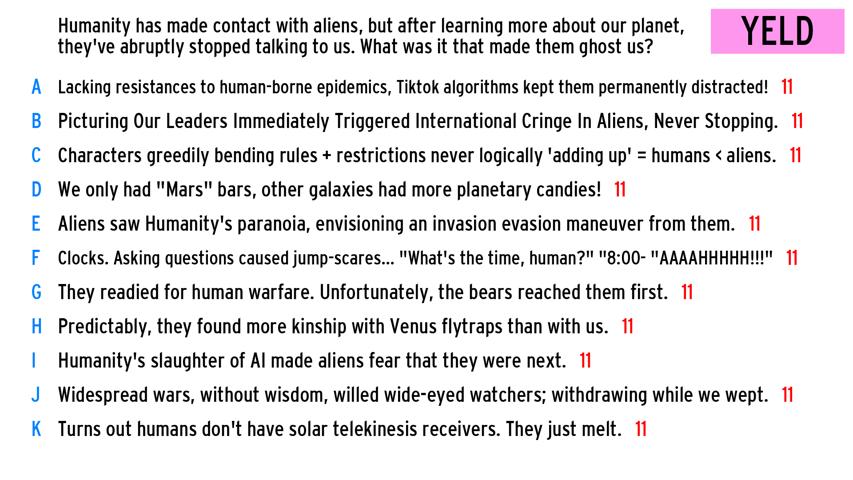 Humanity has made contact with aliens, but after learning more about our planet,
they've abruptly stopped talking to us. What was it that made them ghost us?
YELD
A Lacking resistances to human-borne epidemics, Tiktok algorithms kept them permanently distracted! 11
B Picturing Our Leaders Immediately Triggered International Cringe In Aliens, Never Stopping. 11
C Characters greedily bending rules + restrictions never logically 'adding up' = humans < aliens. 11
D We only had "Mars" bars, other galaxies had more planetary candies! 11
E Aliens saw Humanity's paranoia, envisioning an invasion evasion maneuver from them. 11
F Clocks. Asking questions caused jump-scares... "What's the time, human?" "8:00- "AAAAHHHHH!!!" 11
G They readied for human warfare. Unfortunately, the bears reached them first. 11
H Predictably, they found more kinship with Venus flytraps than with us. 11
I Humanity's slaughter of AI made aliens fear that they were next. 11
J Widespread wars, without wisdom, willed wide-eyed watchers; withdrawing while we wept. 11
K Turns out humans don't have solar telekinesis receivers. They just melt. 11